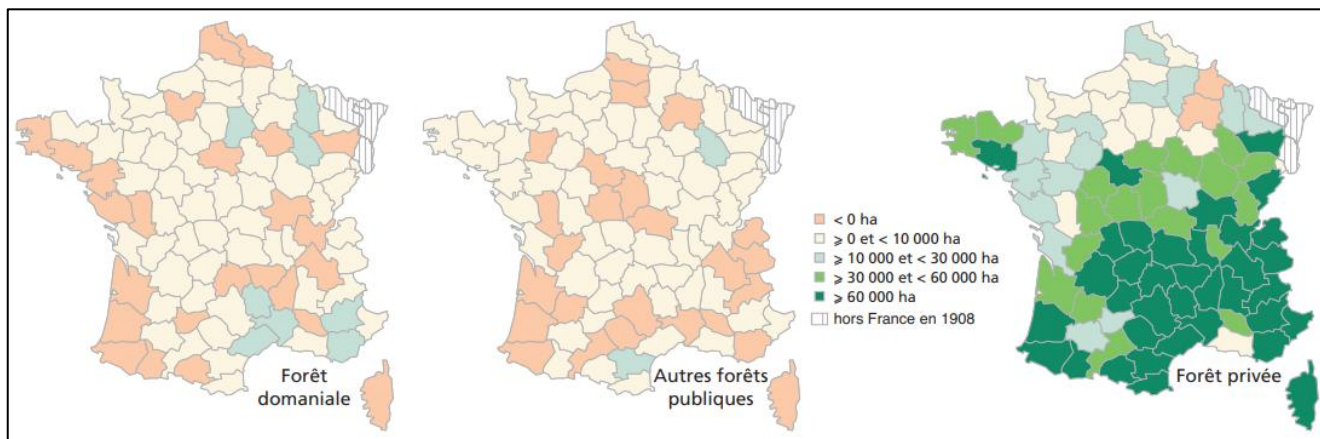 Forêt
domaniale
Autres forêts
publiques
< 0 ha
⩾ 0 et < 10 000 ha
⩾ 10 000 et < 30 000 ha
⩾ 30 000 et < 60 000 ha
⩾ 60 000 ha
hors France en 1908
Forêt privée